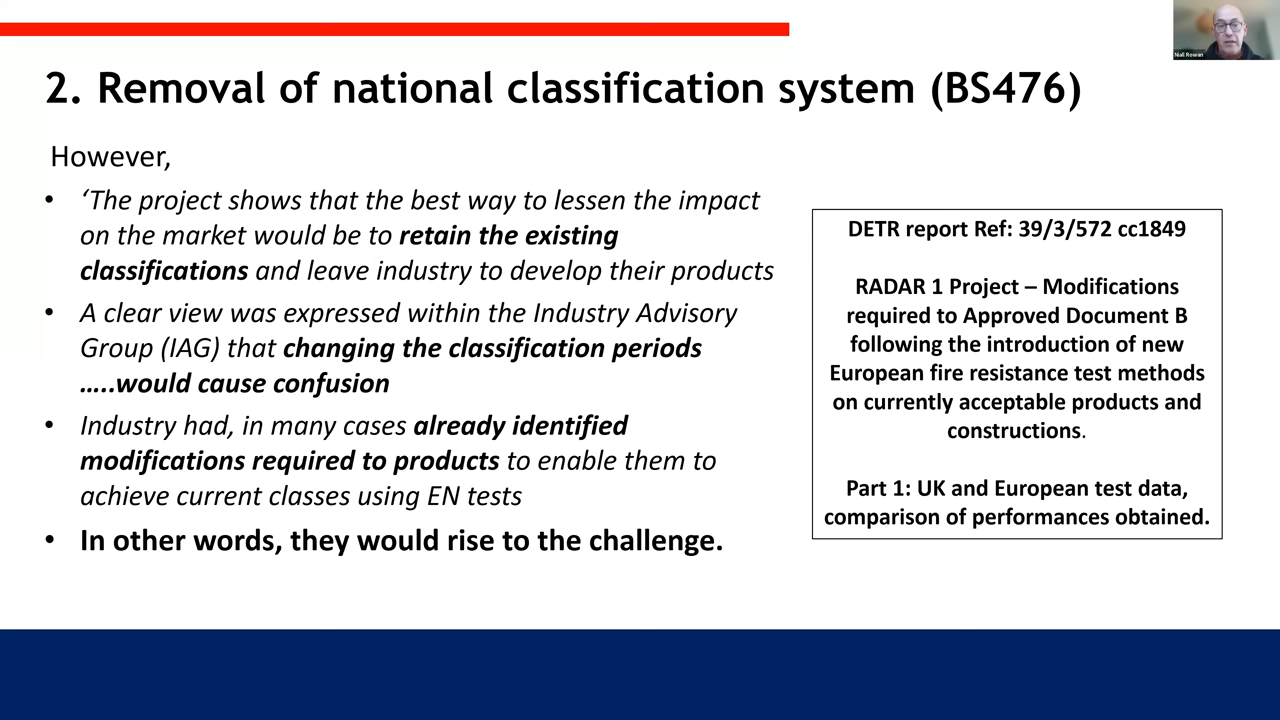 Niall Rowan
2. Removal of national classification system (BS476)
However,
• ‘The project shows that the best way to lessen the impact
on the market would be to retain the existing
classifications and leave industry to develop their products
• A clear view was expressed within the Industry Advisory
Group (IAG) that changing the classification periods
…..would cause confusion
• Industry had, in many cases already identified
modifications required to products to enable them to
achieve current classes using EN tests
• In other words, they would rise to the challenge.
DETR report Ref: 39/3/572 cc1849
RADAR 1 Project – Modifications
required to Approved Document B
following the introduction of new
European fire resistance test methods
on currently acceptable products and
constructions.
Part 1: UK and European test data,
comparison of performances obtained.